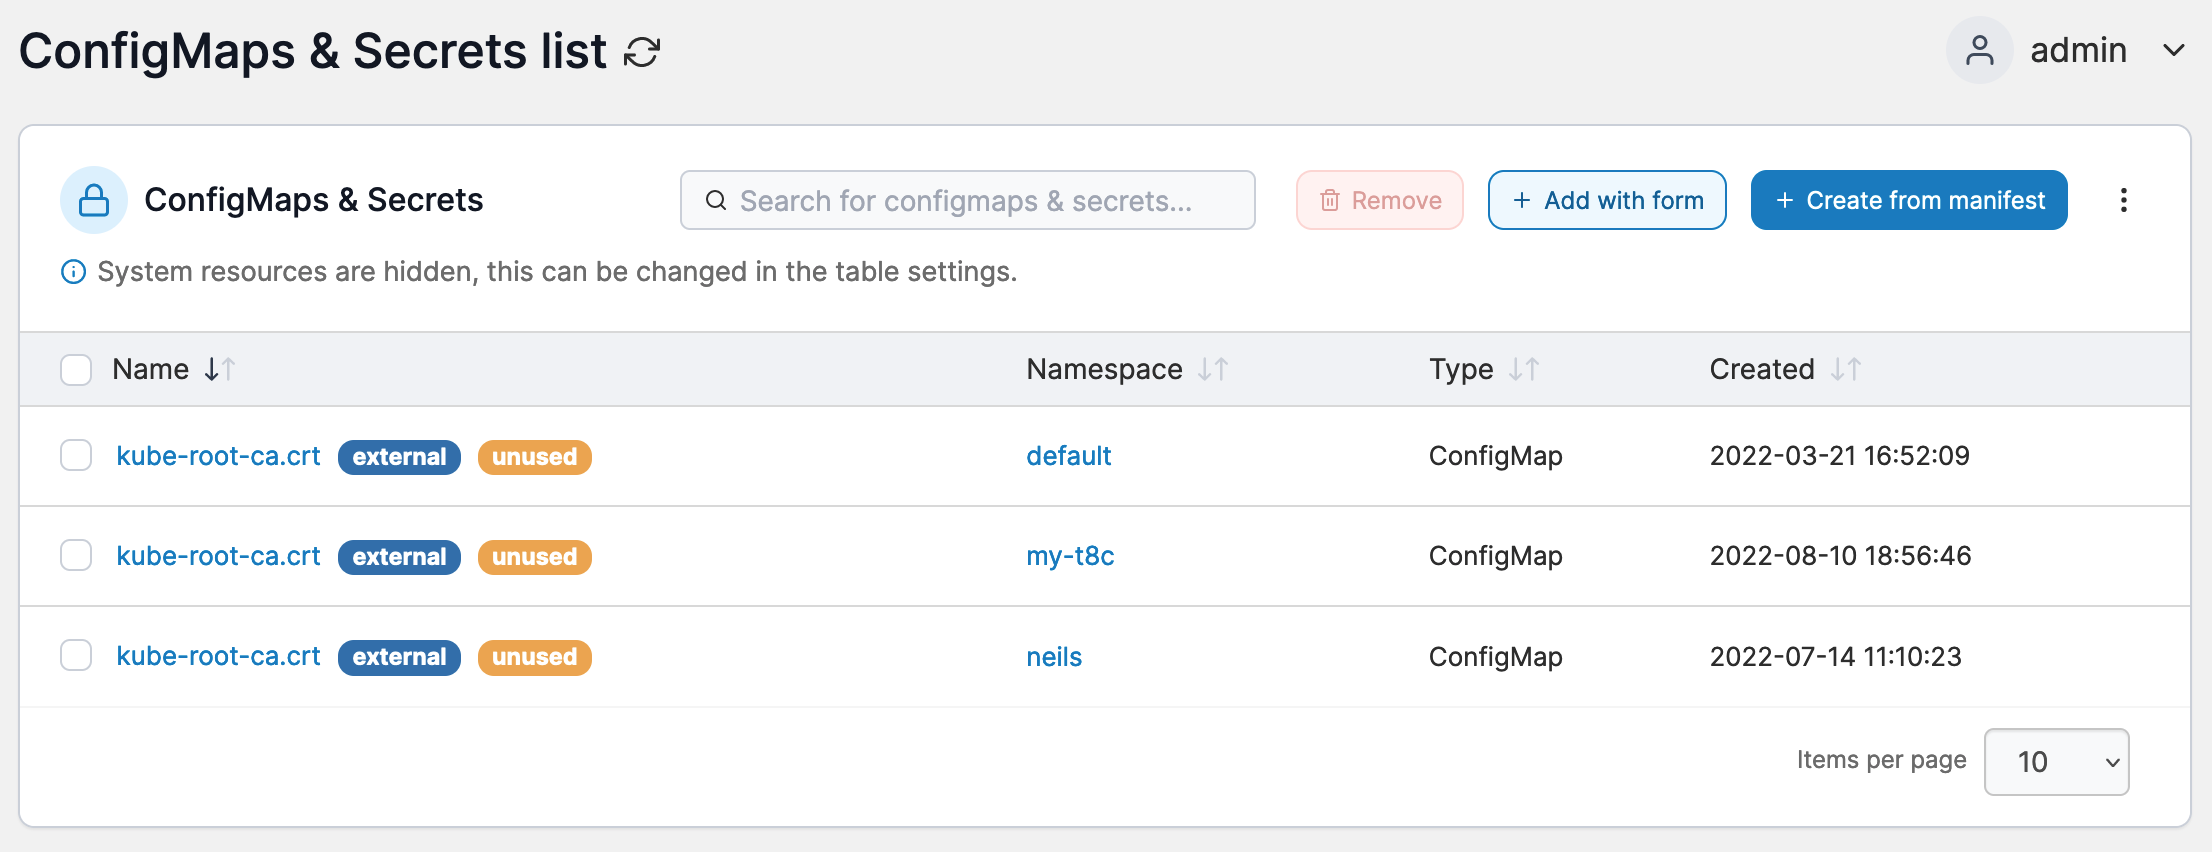 ConfigMaps & Secrets list
admin
ConfigMaps & Secrets
Search for configmaps & secrets...
Remove
+ Add with form
+ Create from manifest
System resources are hidden, this can be changed in the table settings.
Name Namespace Type Created
kube-root-ca.crt external unused default ConfigMap 2022-03-21 16:52:09
kube-root-ca.crt external unused my-t8c ConfigMap 2022-08-10 18:56:46
kube-root-ca.crt external unused neils ConfigMap 2022-07-14 11:10:23
Items per page 10